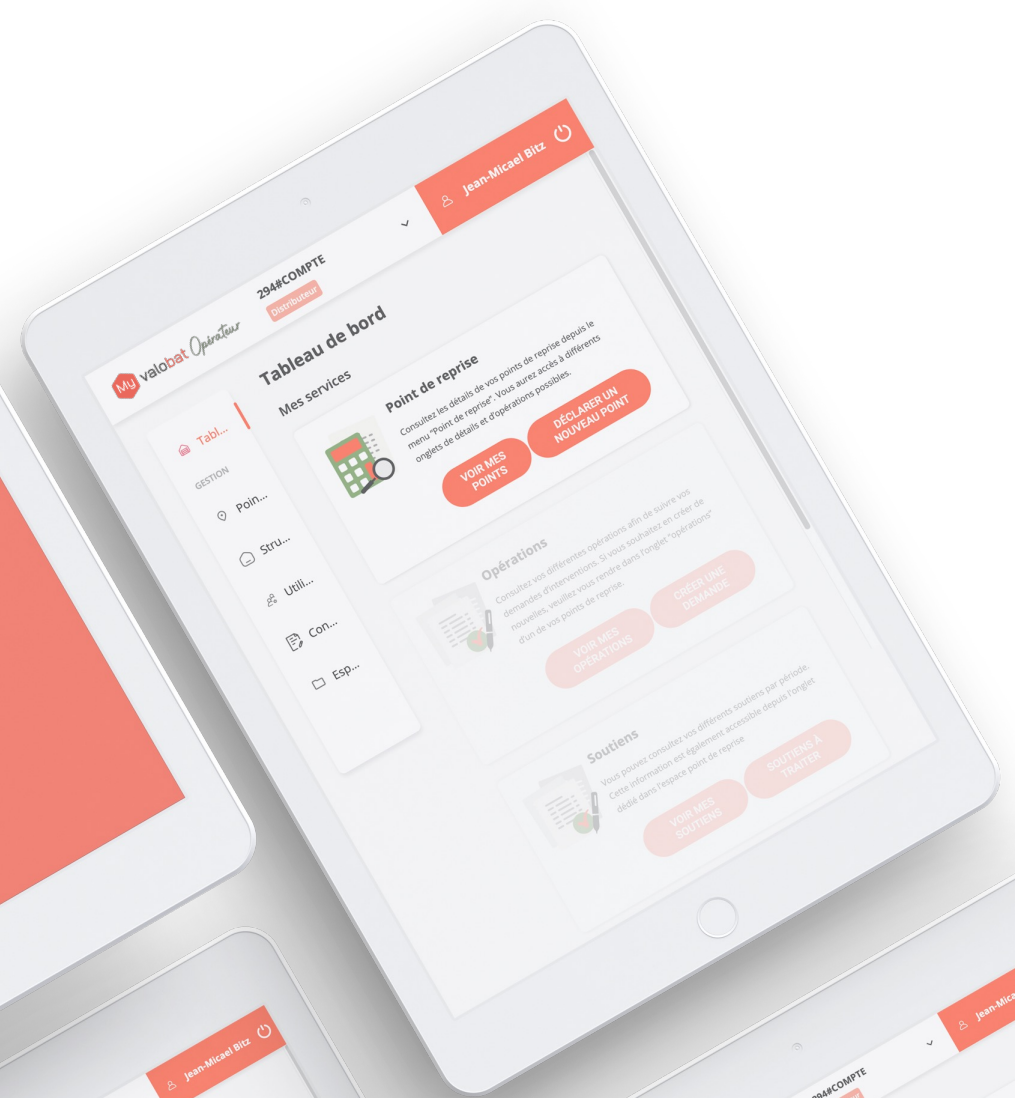 My valobat Opérateur
294#COMPTE
Distributeur
Jean-Micael Bitz
Tabl...
GESTION
Poin...
Stru...
Utili...
Con...
Esp...
Tableau de bord
Mes services
Point de reprise
Consultez les détails de vos points de reprise depuis le
menu "Point de reprise". Vous aurez accès à différents
onglets de détails et d'opérations possibles.
VOIR MES
POINTS
DÉCLARER UN
NOUVEAU POINT
Opérations
Consultez vos différentes opérations afin de suivre vos
demandes d'interventions. Si vous souhaitez en créer de
nouvelles, veuillez vous rendre dans l'onglet "opérations"
d'un de vos points de reprise.
VOIR MES
OPÉRATIONS
CRÉER UNE
DEMANDE
Soutiens
Vous pouvez consultez vos différents soutiens par période.
Cette information est également accessible depuis l'onglet
dédié dans l'espace point de reprise
VOIR MES
SOUTIENS
SOUTIENS À
TRAITER
Jean-Micael Bitz
294#COMPTE
Jean-Mica